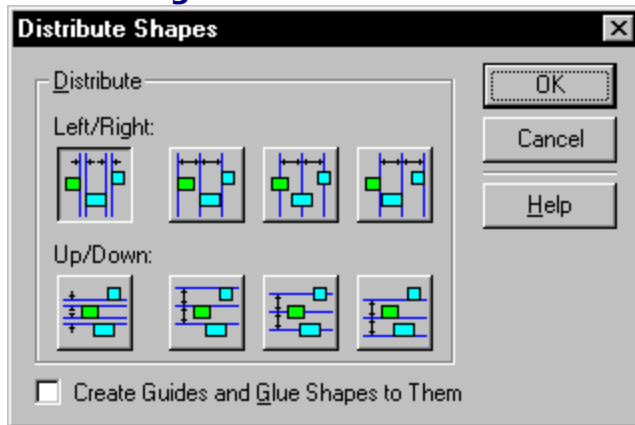 Distribute Shapes
Distribute
OK
Left/Right:
Cancel
Help
Up/Down:
Create Guides and Glue Shapes to Them